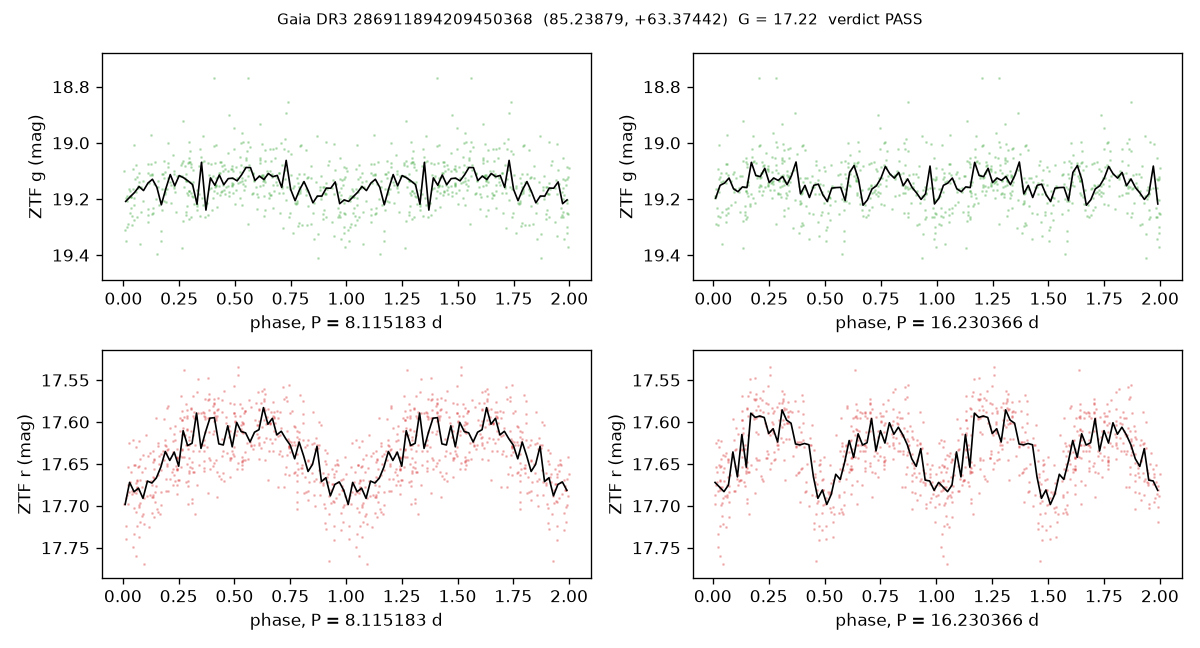 Gaia DR3 286911894209450368 (85.23879, +63.37442) G = 17.22 verdict PASS
ZTF g (mag)
18.8
19.0
19.2
19.4
0.00 0.25 0.50 0.75 1.00 1.25 1.50 1.75 2.00
phase, P = 8.115183 d
ZTF g (mag)
18.8
19.0
19.2
19.4
0.00 0.25 0.50 0.75 1.00 1.25 1.50 1.75 2.00
phase, P = 16.230366 d
ZTF r (mag)
17.55
17.60
17.65
17.70
17.75
0.00 0.25 0.50 0.75 1.00 1.25 1.50 1.75 2.00
phase, P = 8.115183 d
ZTF r (mag)
17.55
17.60
17.65
17.70
17.75
0.00 0.25 0.50 0.75 1.00 1.25 1.50 1.75 2.00
phase, P = 16.230366 d